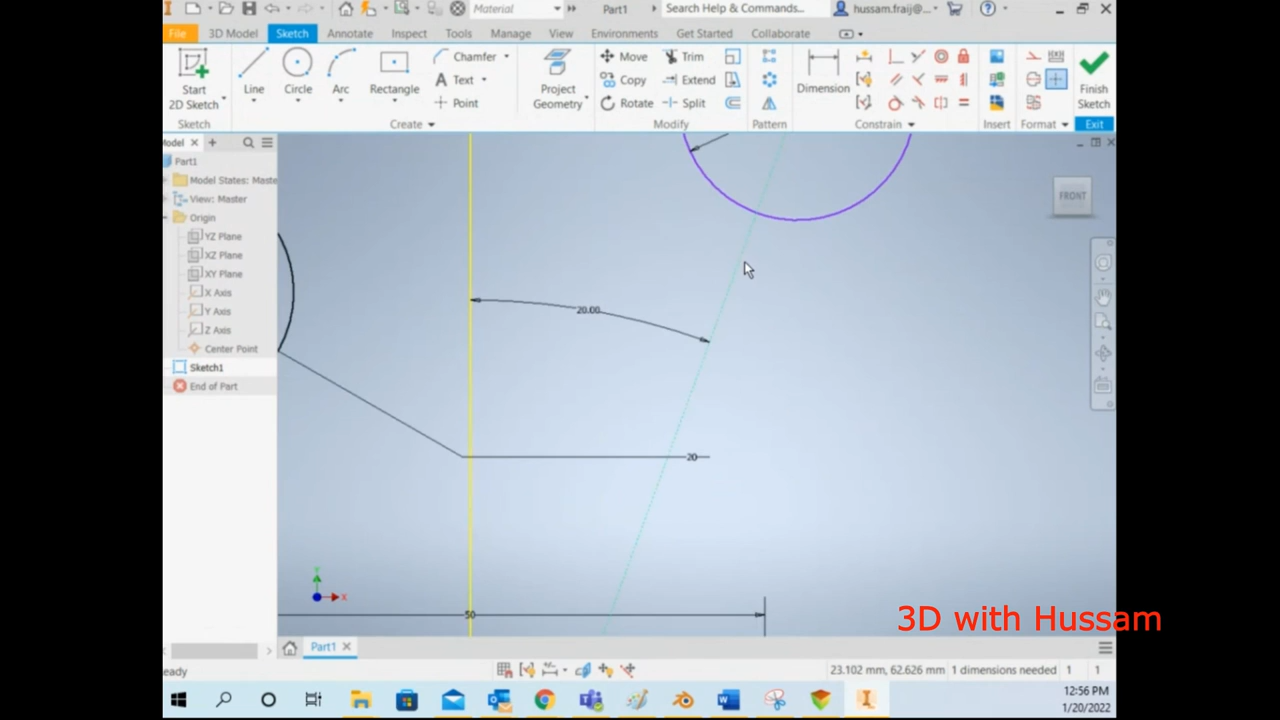 Material
Part1
Search Help & Commands...
hussam.fraij@...
File
3D Model
Sketch
Annotate
Inspect
Tools
Manage
View
Environments
Get Started
Collaborate
Start
2D Sketch
Line
Circle
Arc
Rectangle
Chamfer
Text
Point
Project
Geometry
Move
Copy
Rotate
Trim
Extend
Split
Dimension
Finish
Sketch
Sketch
Create
Modify
Pattern
Constrain
Insert
Format
Exit
Model
Part1
Model States: Maste
View: Master
Origin
YZ Plane
XZ Plane
XY Plane
X Axis
Y Axis
Z Axis
Center Point
Sketch1
End of Part
FRONT
20.00
20
50
Y
X
3D with Hussam
Part1
eady
23.102 mm, 62.626 mm
1 dimensions needed
1
1
12:56 PM
1/20/2022